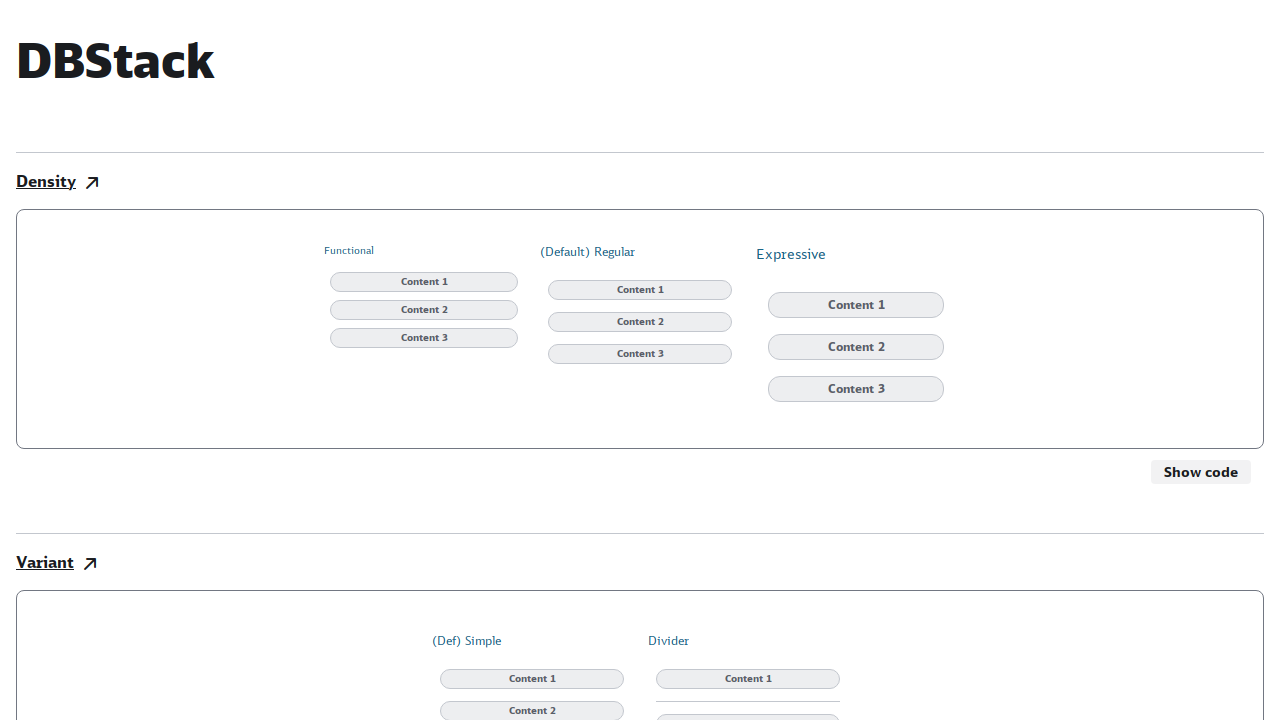 DBStack
Density
Functional
Content 1
Content 2
Content 3
(Default) Regular
Content 1
Content 2
Content 3
Expressive
Content 1
Content 2
Content 3
Show code
Variant
(Def) Simple
Content 1
Content 2
Divider
Content 1